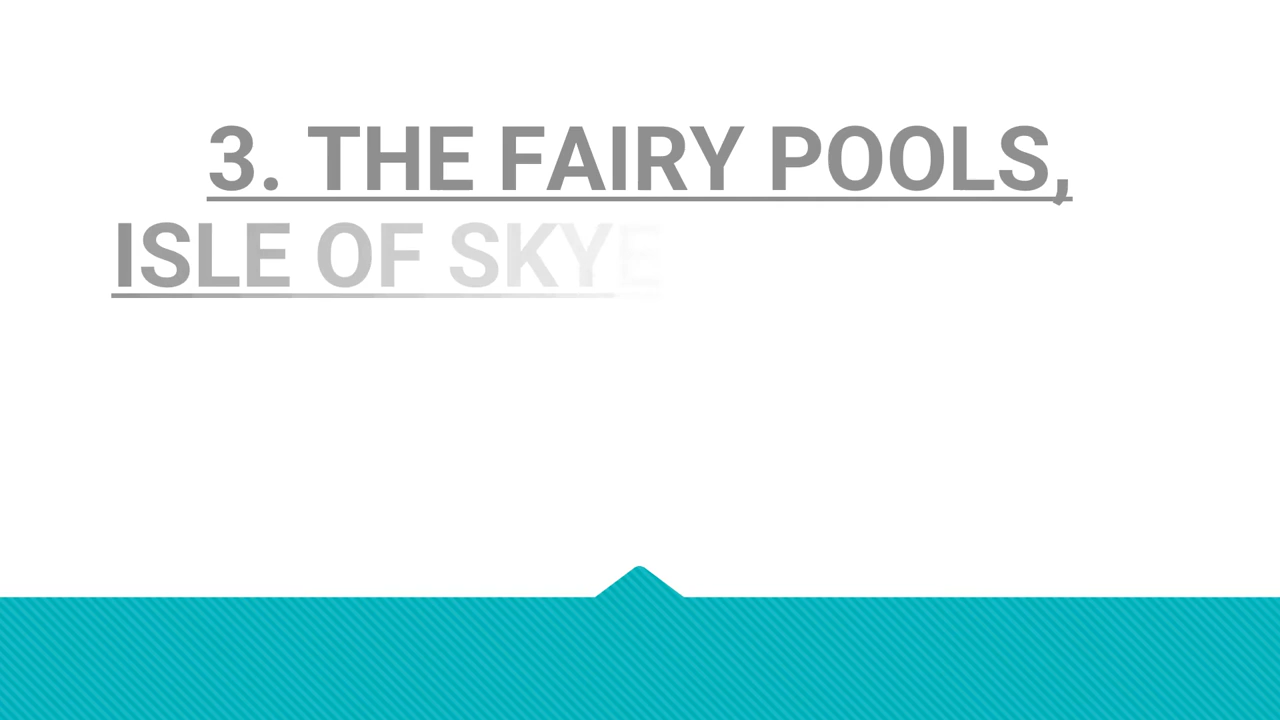 3. THE FAIRY POOLS,
ISLE OF SKYE